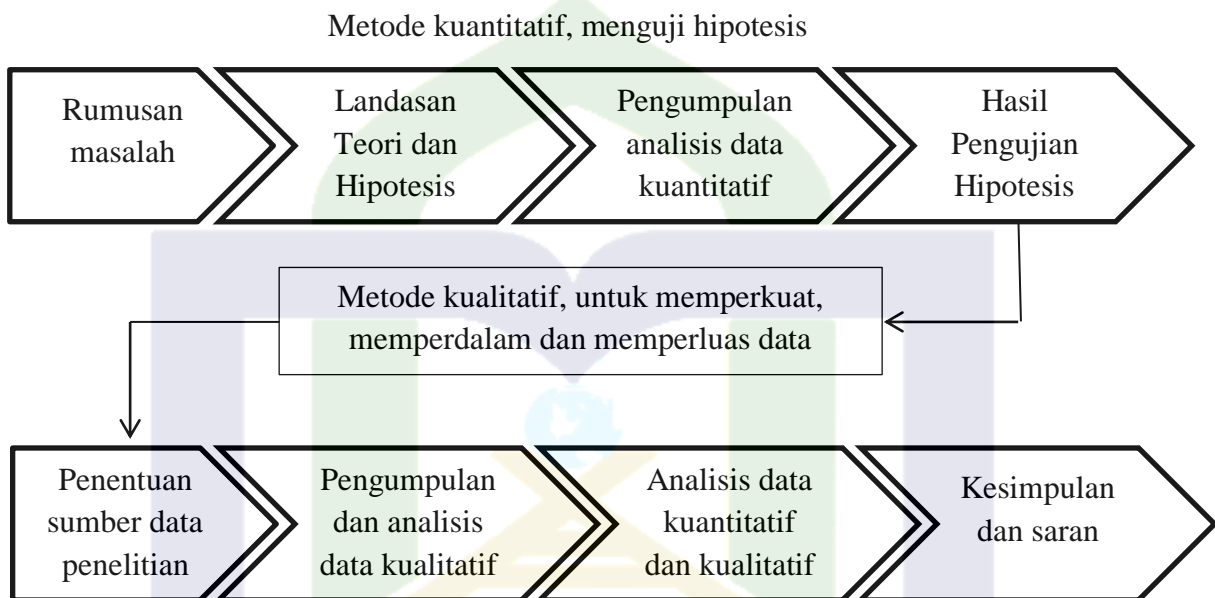 Metode kuantitatif, menguji hipotesis
Rumusan
masalah
Landasan
Teori dan
Hipotesis
Pengumpulan
analisis data
kuantitatif
Hasil
Pengujian
Hipotesis
Metode kualitatif, untuk memperkuat,
memperdalam dan memperluas data
Penentuan
sumber data
penelitian
Pengumpulan
dan analisis
data kualitatif
Analisis data
kuantitatif
dan kualitatif
Kesimpulan
dan saran